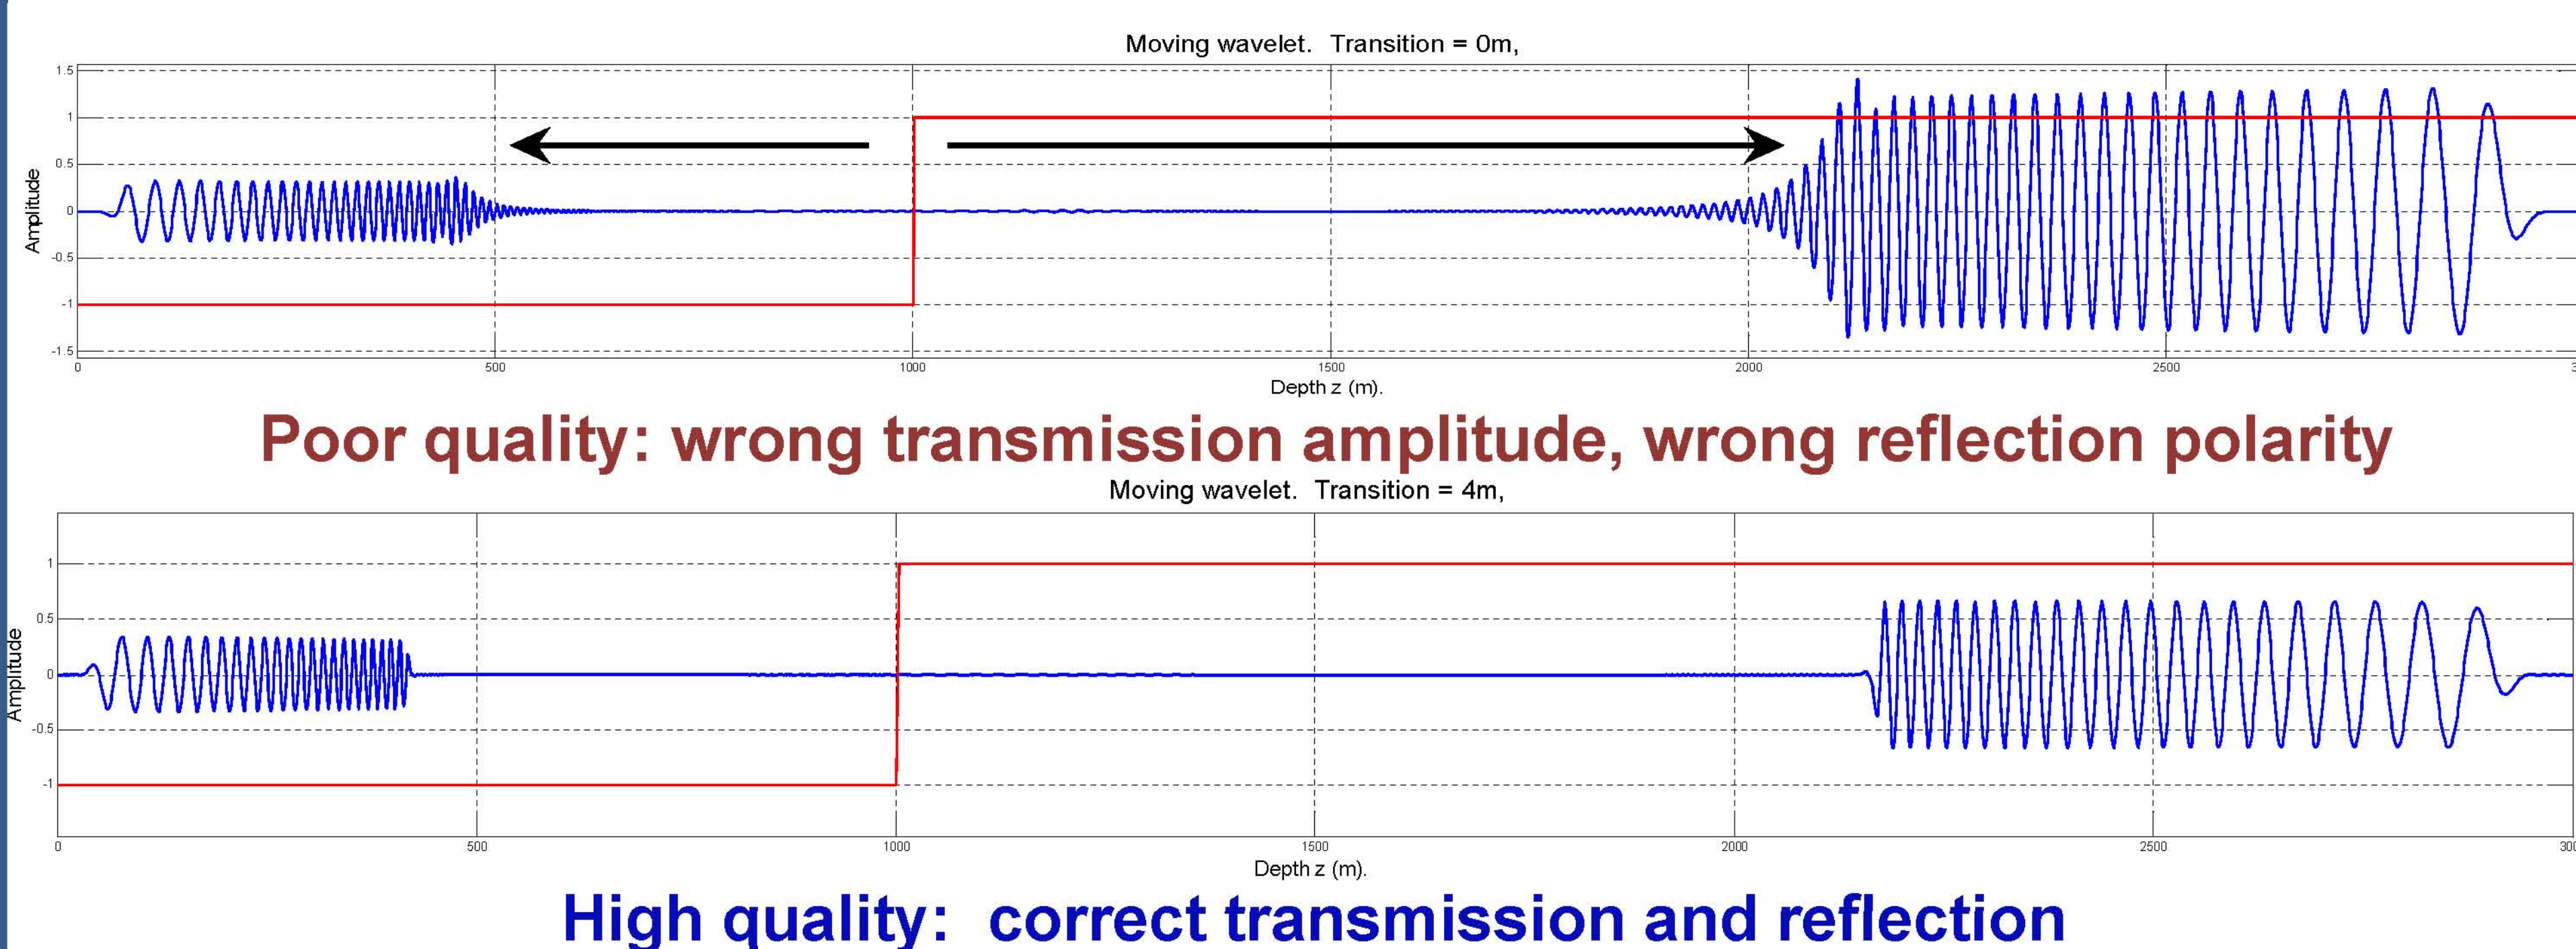 Moving wavelet.  Transition = 0m,
1.5
1
0.5
0
-0.5
-1
-1.5
Amplitude
0 500 1000 1500 2000 2500 3
Depth z (m).
Poor quality: wrong transmission amplitude, wrong reflection polarity
Moving wavelet.  Transition = 4m,
1
0.5
0
-0.5
-1
Amplitude
0 500 1000 1500 2000 2500 300
Depth z (m).
High quality:  correct transmission and reflection